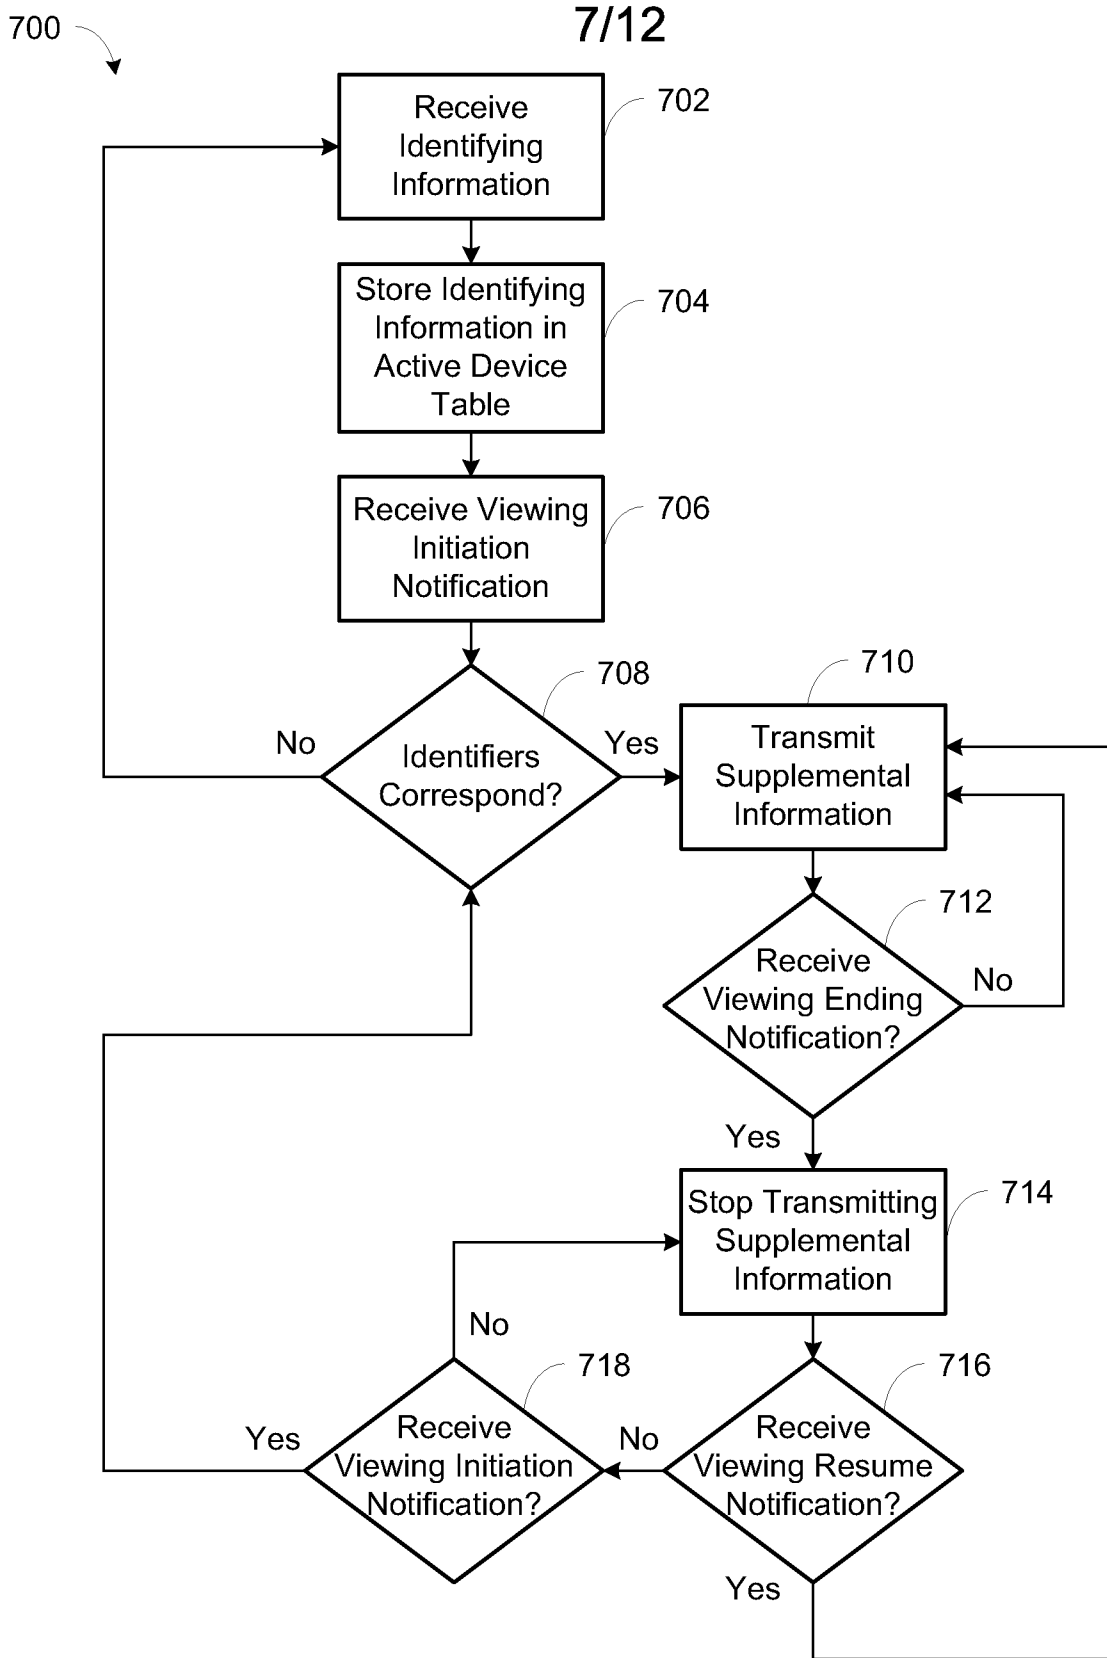 7/12
700
Receive
Identifying
Information
702
Store Identifying
Information in
Active Device
Table
704
Receive Viewing
Initiation
Notification
706
708
Identifiers
Correspond?
No
Yes
710
Transmit
Supplemental
Information
712
Receive
Viewing Ending
Notification?
No
Yes
714
Stop Transmitting
Supplemental
Information
716
Receive
Viewing Resume
Notification?
No
Yes
718
Receive
Viewing Initiation
Notification?
No
Yes